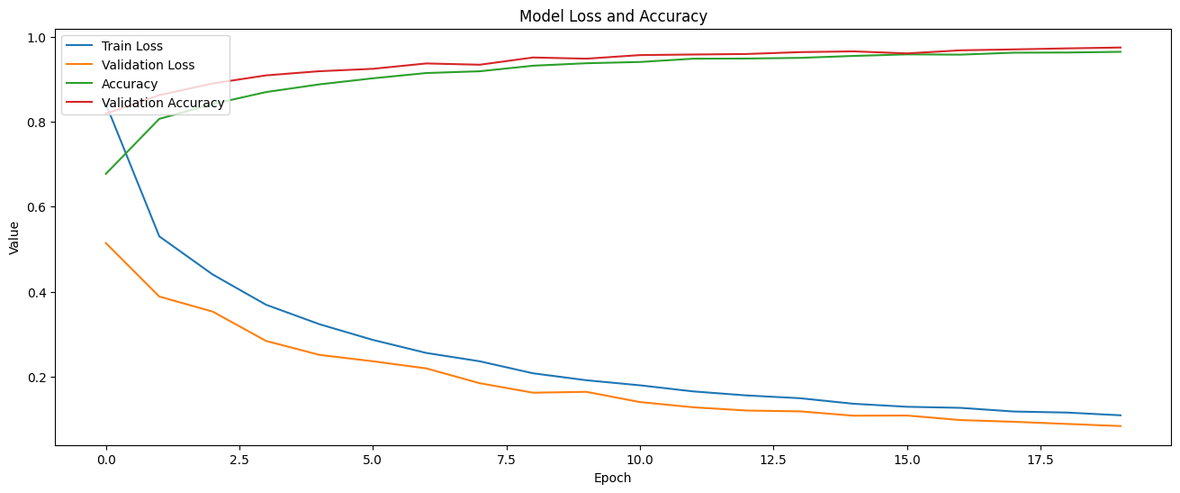 Model Loss and Accuracy
Train Loss
Validation Loss
Accuracy
Validation Accuracy
1.0
0.8
0.6
0.4
0.2
Value
0.0 2.5 5.0 7.5 10.0 12.5 15.0 17.5
Epoch